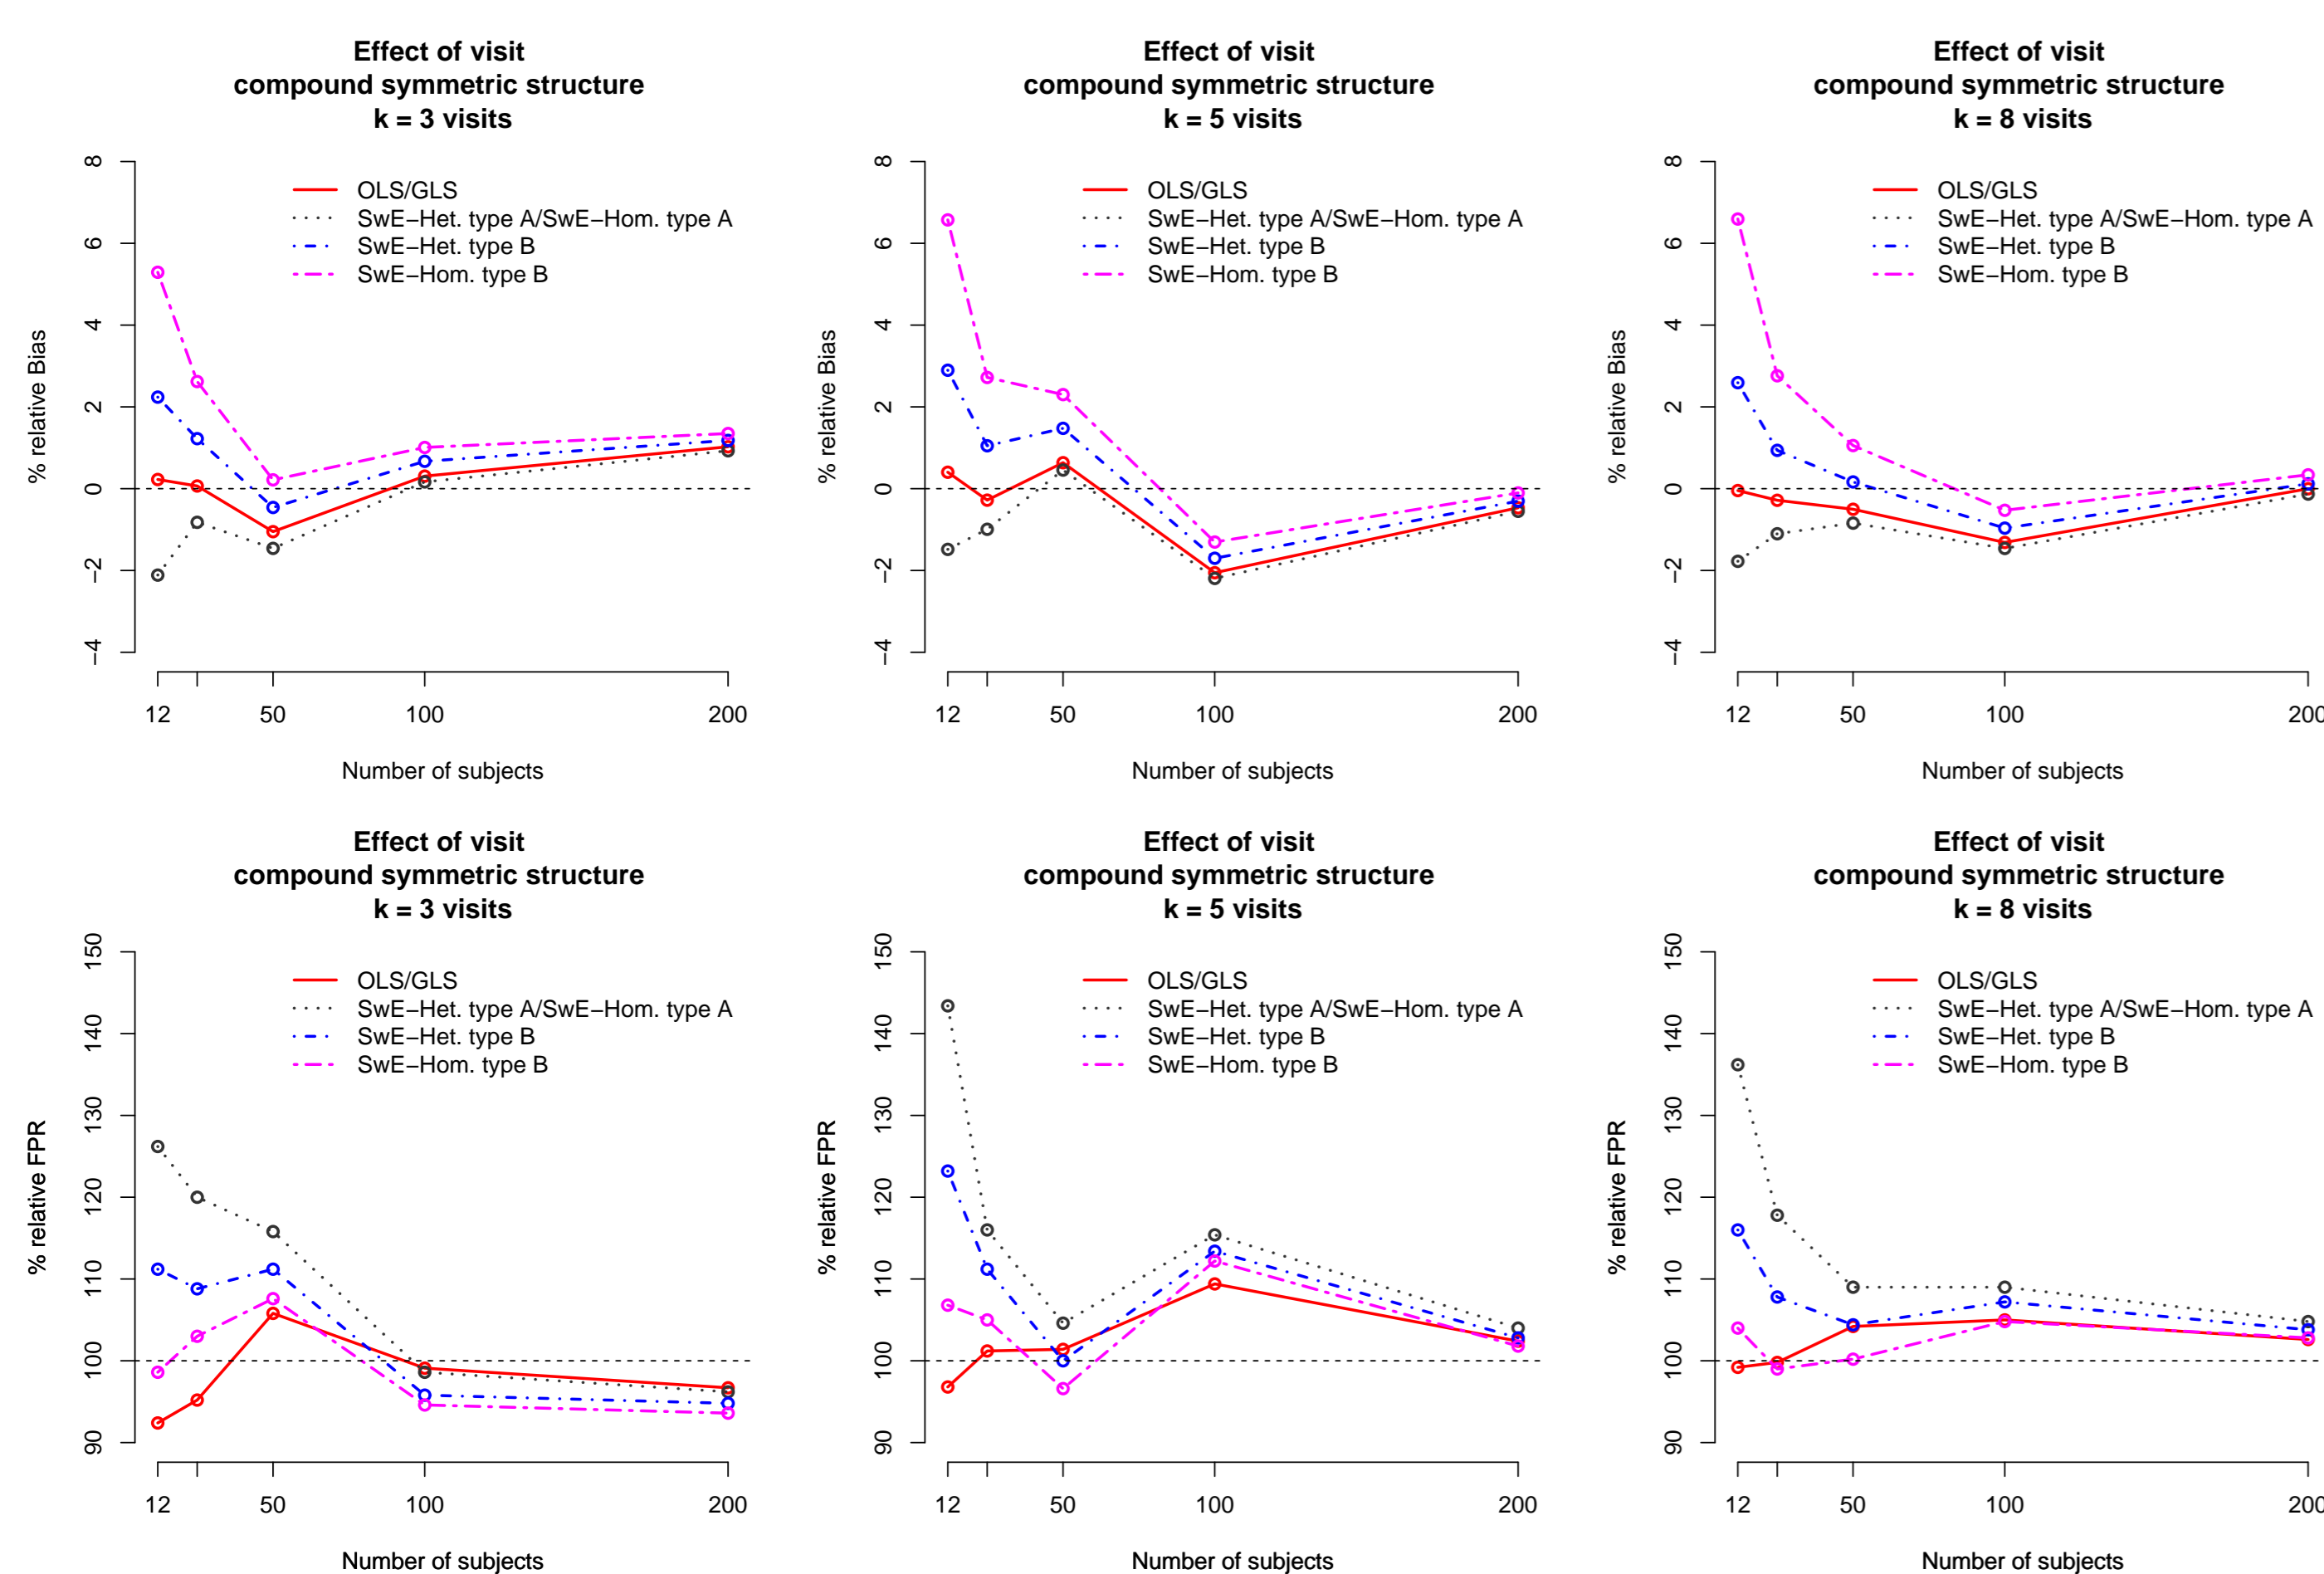 Effect of visit
compound symmetric structure
k = 3 visits
% relative Bias
8
6
4
2
0
−2
−4
OLS/GLS
SwE−Het. type A/SwE−Hom. type A
SwE−Het. type B
SwE−Hom. type B
12 50 100 200
Number of subjects
Effect of visit
compound symmetric structure
k = 5 visits
% relative Bias
8
6
4
2
0
−2
−4
OLS/GLS
SwE−Het. type A/SwE−Hom. type A
SwE−Het. type B
SwE−Hom. type B
12 50 100 200
Number of subjects
Effect of visit
compound symmetric structure
k = 8 visits
% relative Bias
8
6
4
2
0
−2
−4
OLS/GLS
SwE−Het. type A/SwE−Hom. type A
SwE−Het. type B
SwE−Hom. type B
12 50 100 200
Number of subjects
Effect of visit
compound symmetric structure
k = 3 visits
% relative FPR
150
140
130
120
110
100
90
OLS/GLS
SwE−Het. type A/SwE−Hom. type A
SwE−Het. type B
SwE−Hom. type B
12 50 100 200
Number of subjects
Effect of visit
compound symmetric structure
k = 5 visits
% relative FPR
150
140
130
120
110
100
90
OLS/GLS
SwE−Het. type A/SwE−Hom. type A
SwE−Het. type B
SwE−Hom. type B
12 50 100 200
Number of subjects
Effect of visit
compound symmetric structure
k = 8 visits
% relative FPR
150
140
130
120
110
100
90
OLS/GLS
SwE−Het. type A/SwE−Hom. type A
SwE−Het. type B
SwE−Hom. type B
12 50 100 200
Number of subjects